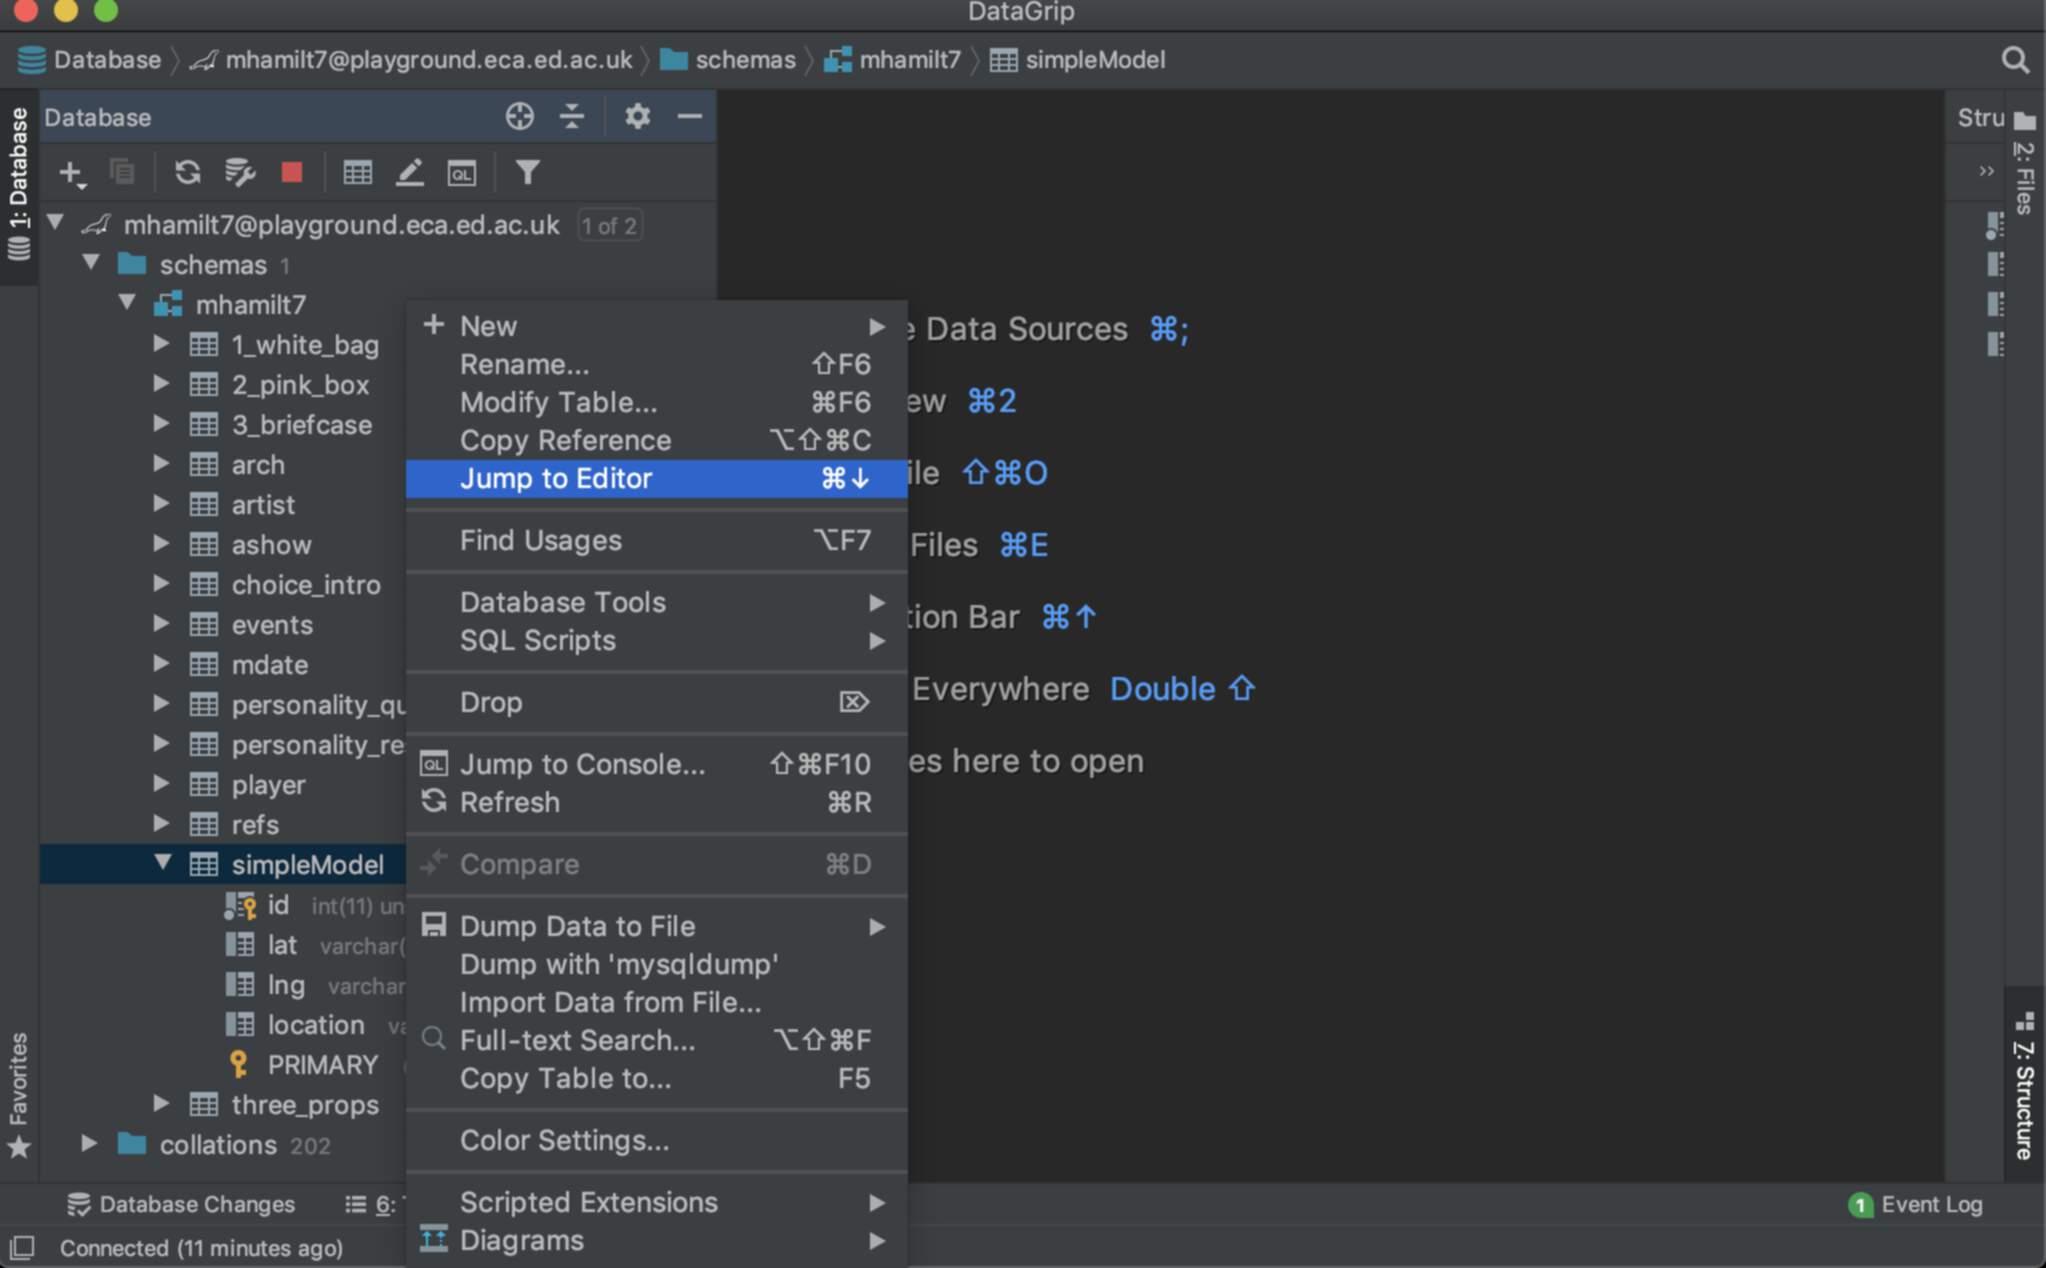 DataGrip
Database mhamilt7@playground.eca.ed.ac.uk schemas mhamilt7 simpleModel
1: Database
Database
QL
mhamilt7@playground.eca.ed.ac.uk 1 of 2
schemas 1
mhamilt7
1_white_bag
2_pink_box
3_briefcase
arch
artist
ashow
choice_intro
events
mdate
personality_qu
personality_re
player
refs
simpleModel
id int(11) un
lat varchar(
lng varchar
location va
PRIMARY
three_props
collations 202
Favorites
New
Rename... ⇧F6
Modify Table... ⌘F6
Copy Reference ⌥⇧⌘C
Jump to Editor ⌘↓
Find Usages ⌥F7
Database Tools
SQL Scripts
Drop ⌦
QL Jump to Console... ⇧⌘F10
Refresh ⌘R
Compare ⌘D
Dump Data to File
Dump with 'mysqldump'
Import Data from File...
Full-text Search... ⌥⇧⌘F
Copy Table to... F5
Color Settings...
Scripted Extensions
Diagrams
e Data Sources ⌘;
ew ⌘2
ile ⇧⌘O
Files ⌘E
tion Bar ⌘↑
Everywhere Double ⇧
es here to open
Stru
»
2: Files
7: Structure
Database Changes 6:
1 Event Log
Connected (11 minutes ago)